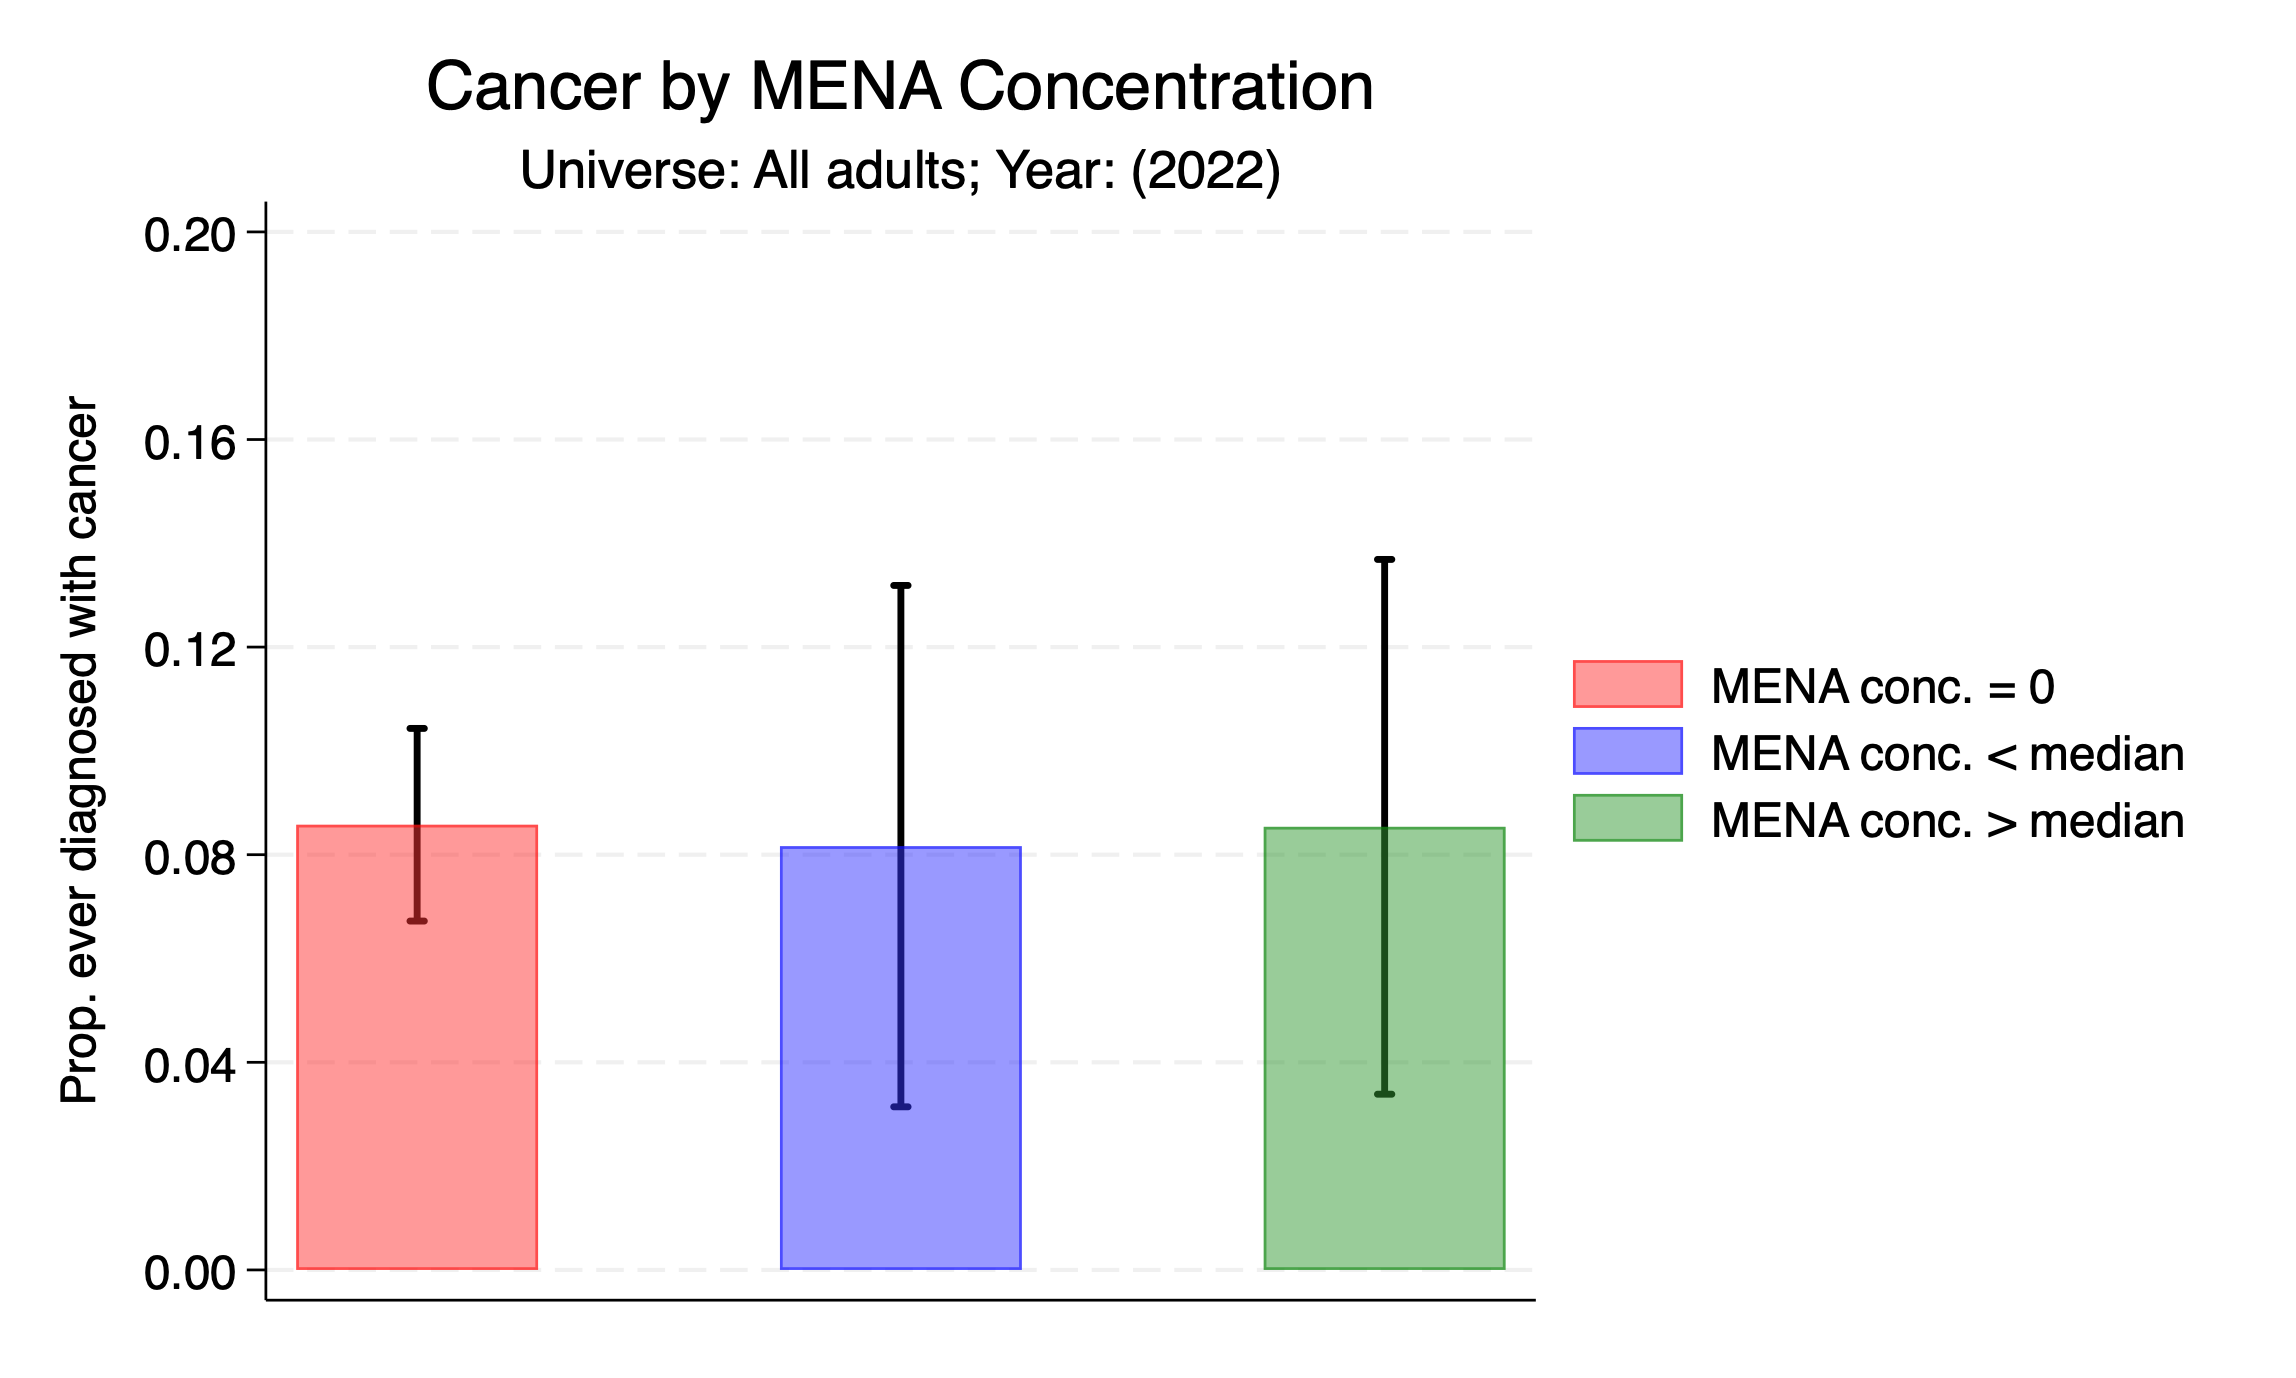 Cancer by MENA Concentration
Universe: All adults; Year: (2022)
Prop. ever diagnosed with cancer
0.20
0.16
0.12
0.08
0.04
0.00
MENA conc. = 0
MENA conc. < median
MENA conc. > median